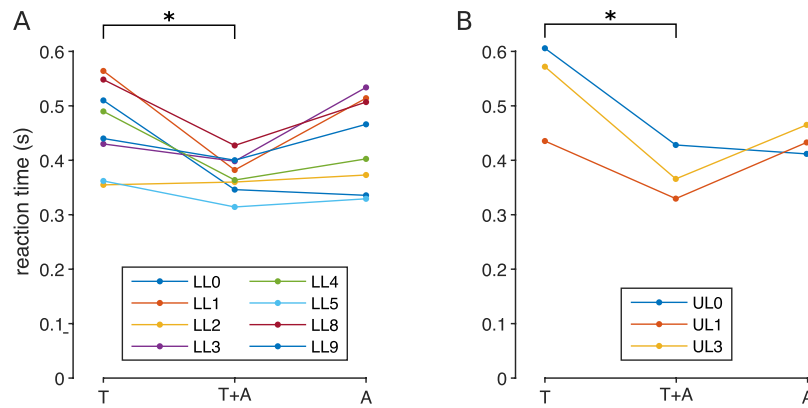 A
*
reaction time (s)
0.6
0.5
0.4
0.3
0.2
0.1
0
T
T+A
A
LL0
LL1
LL2
LL3
LL4
LL5
LL8
LL9
B
*
0.6
0.5
0.4
0.3
0.2
0.1
0
T
T+A
A
UL0
UL1
UL3